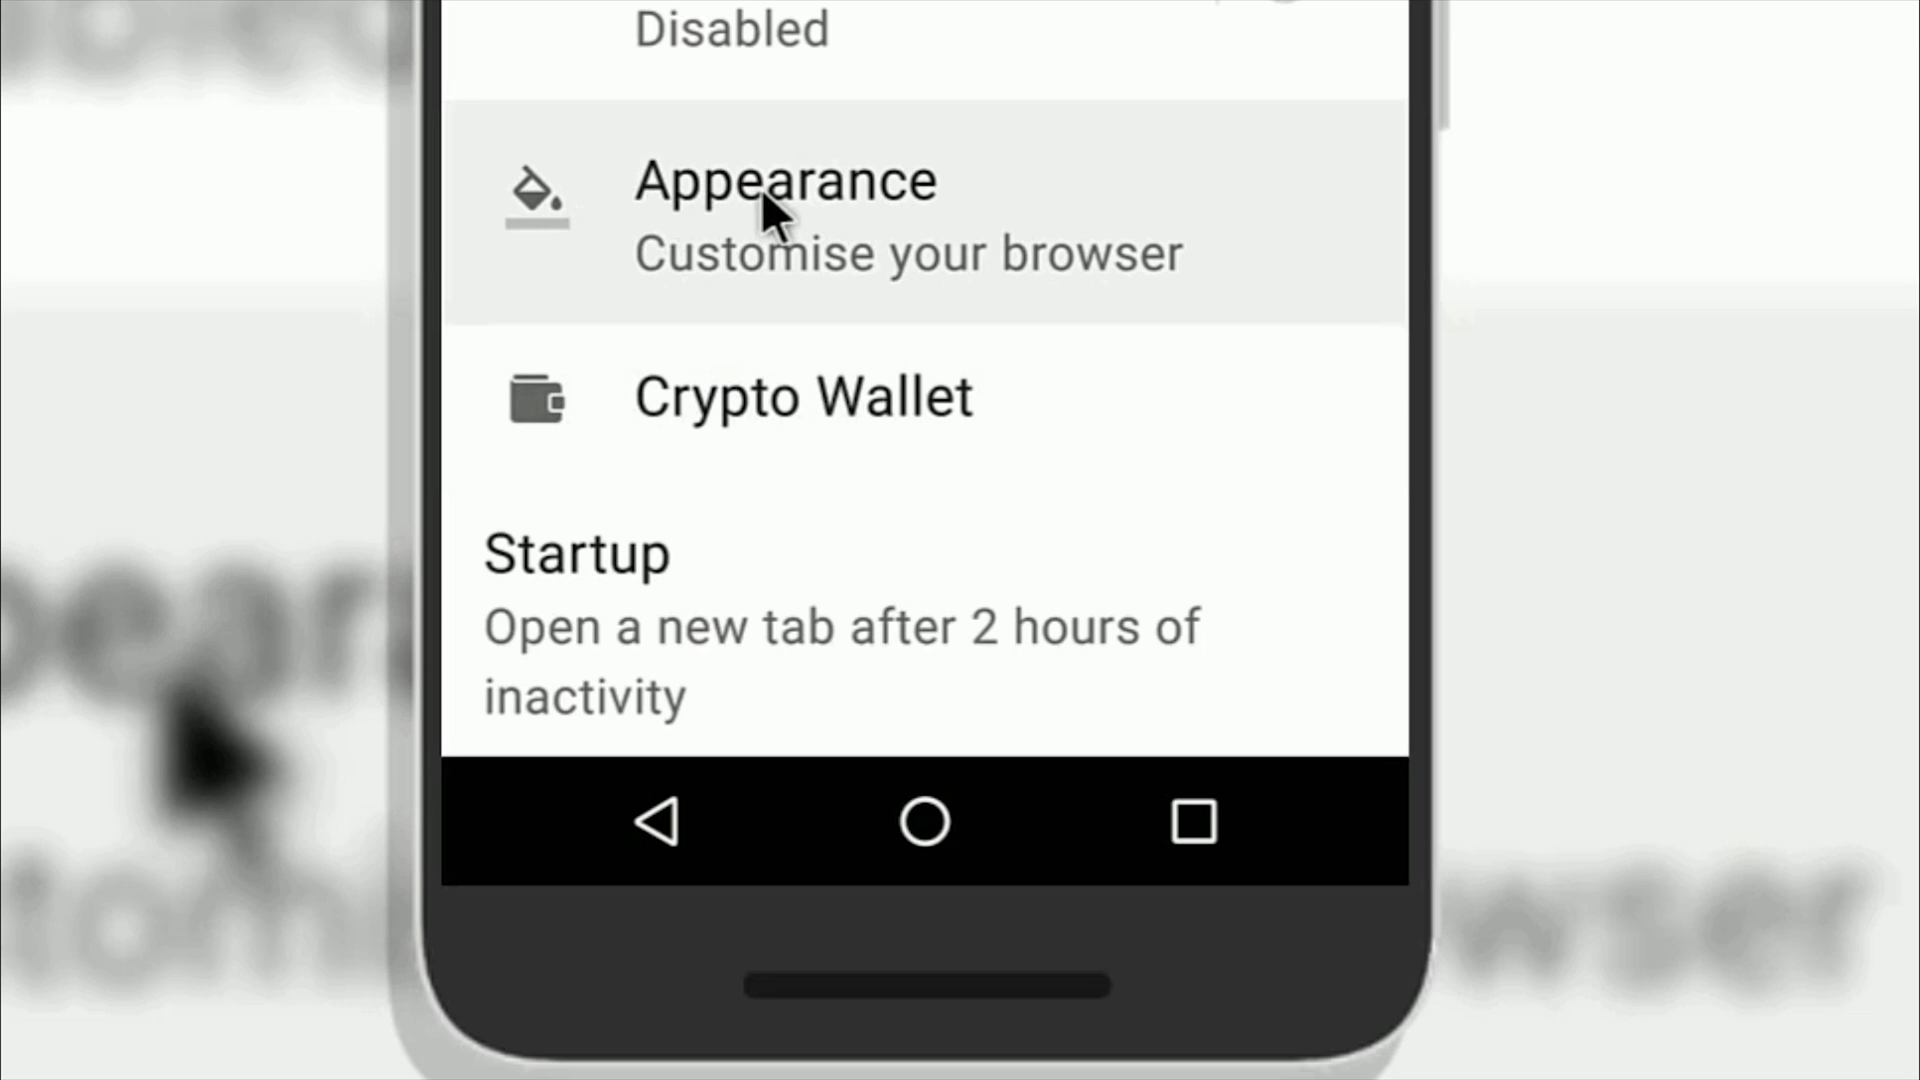 Disabled
Appearance
Customise your browser
Crypto Wallet
Startup
Open a new tab after 2 hours of
inactivity